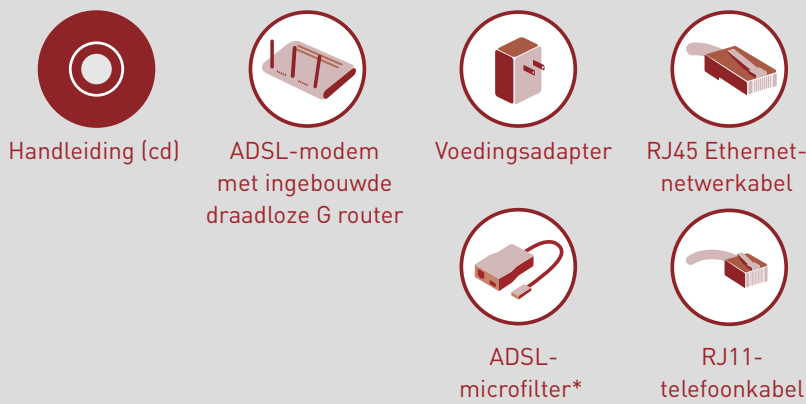 Handleiding (cd)
ADSL-modem
met ingebouwde
draadloze G router
Voedingsadapter
RJ45 Ethernet-
netwerkabel
ADSL-
microfilter*
RJ11-
telefoonkabel